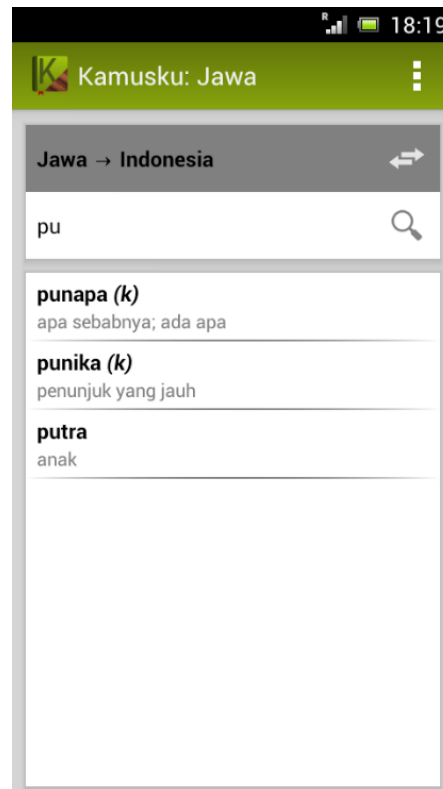 R
18:19
Kamusku: Jawa
Jawa → Indonesia
pu
punapa (k)
apa sebabnya; ada apa
punika (k)
penunjuk yang jauh
putra
anak